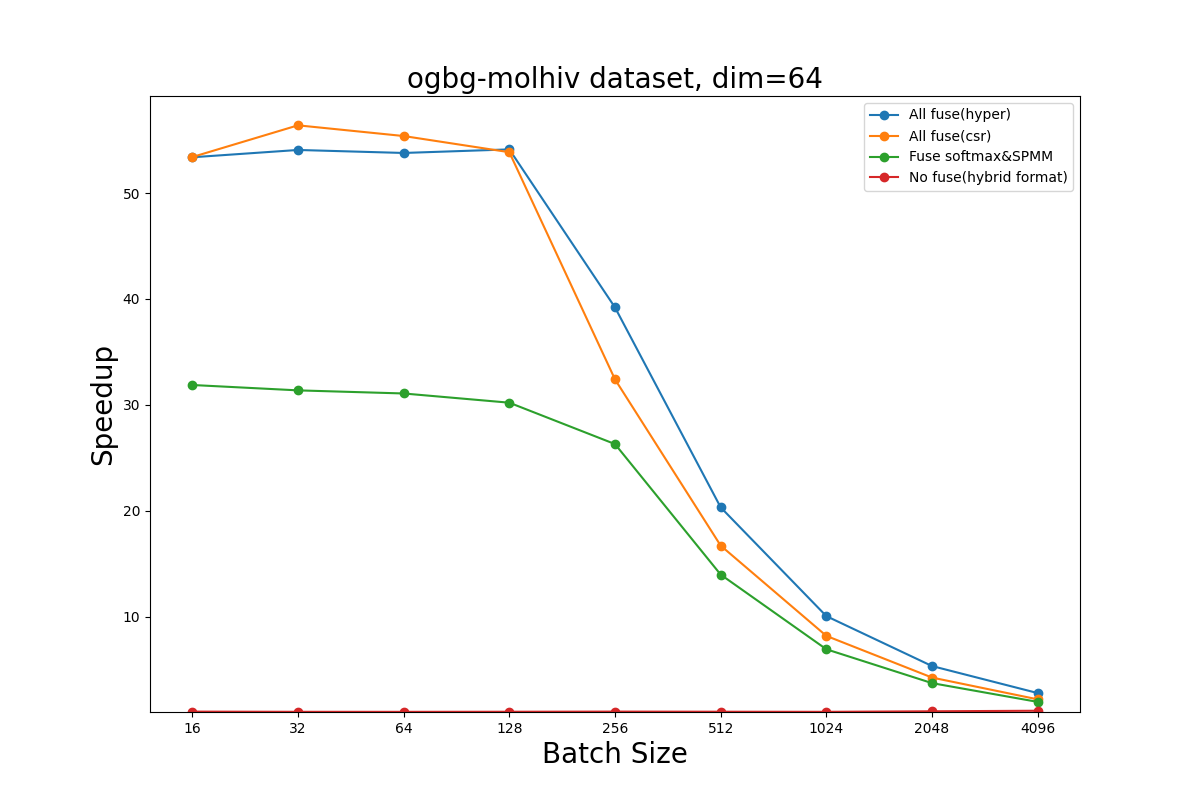 ogbg-molhiv dataset, dim=64
All fuse(hyper)
All fuse(csr)
Fuse softmax&SPMM
No fuse(hybrid format)
Speedup
50
40
30
20
10
16 32 64 128 256 512 1024 2048 4096
Batch Size